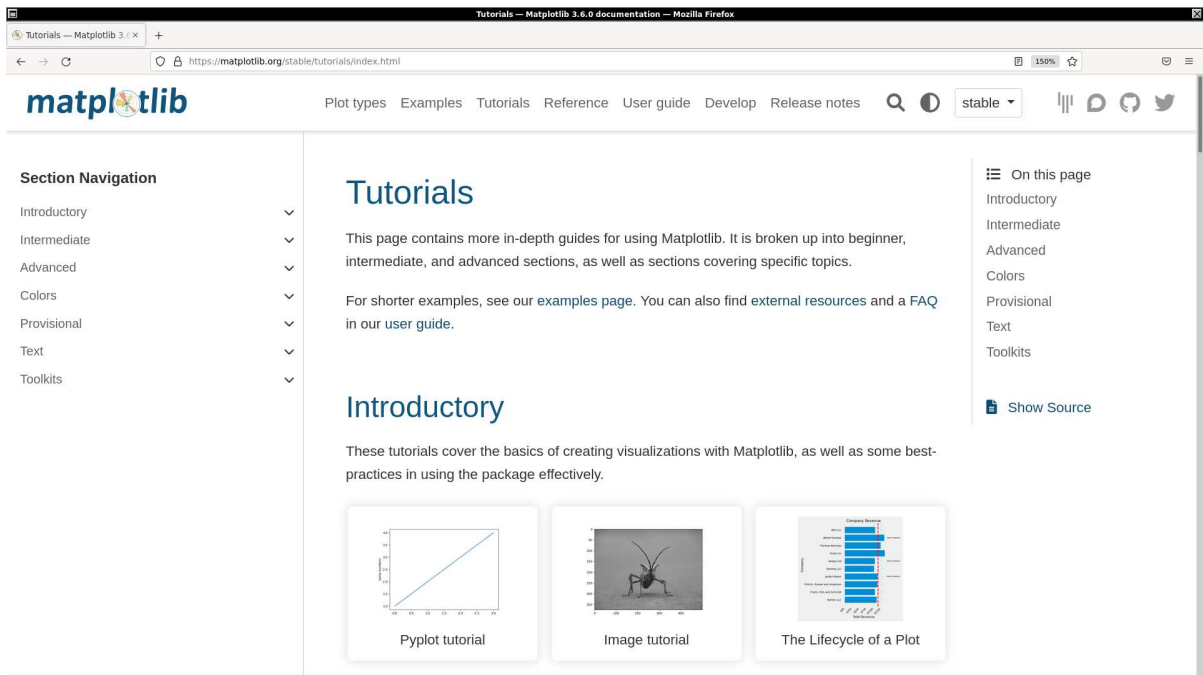 Tutorials — Matplotlib 3.6.0 documentation — Mozilla Firefox
Tutorials — Matplotlib 3.6
https://matplotlib.org/stable/tutorials/index.html
150%
matplotlib
Plot types Examples Tutorials Reference User guide Develop Release notes
stable
Section Navigation
Introductory
Intermediate
Advanced
Colors
Provisional
Text
Toolkits
Tutorials
This page contains more in-depth guides for using Matplotlib. It is broken up into beginner,
intermediate, and advanced sections, as well as sections covering specific topics.
For shorter examples, see our examples page. You can also find external resources and a FAQ
in our user guide.
Introductory
These tutorials cover the basics of creating visualizations with Matplotlib, as well as some best-
practices in using the package effectively.
Pyplot tutorial
Image tutorial
Company Revenue
Company
Total Revenue
The Lifecycle of a Plot
On this page
Introductory
Intermediate
Advanced
Colors
Provisional
Text
Toolkits
Show Source